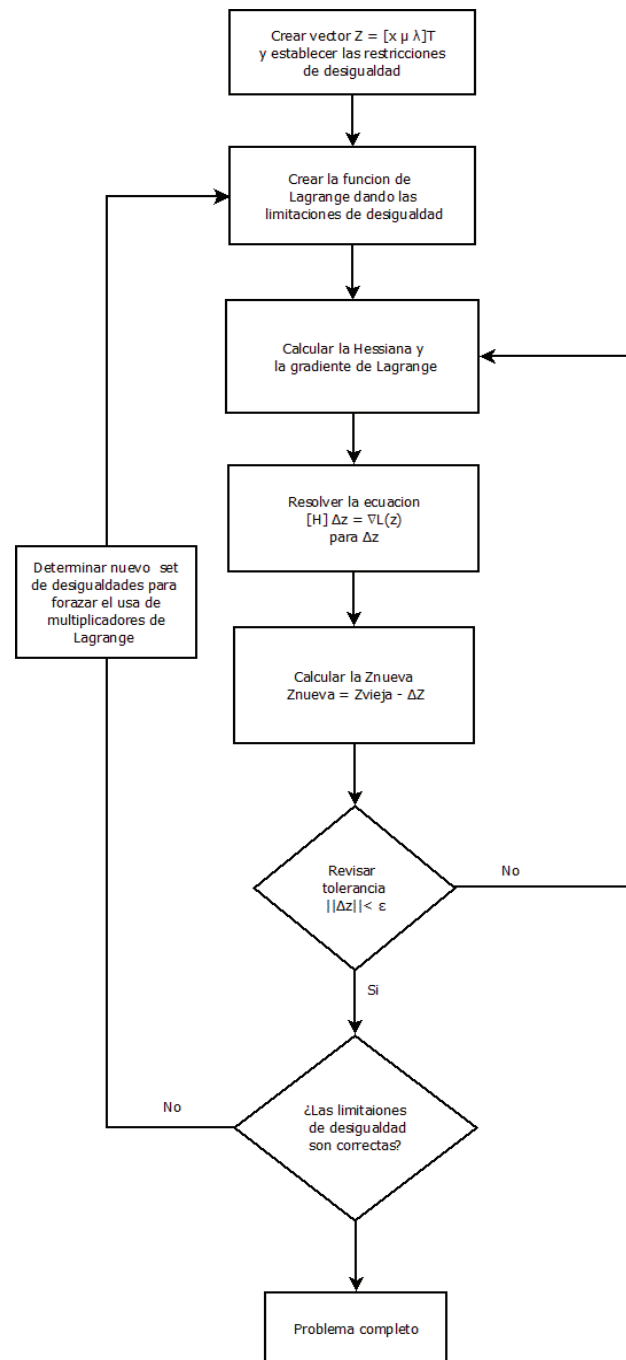 Crear vector Z = [x µ λ]T
y establecer las restricciones
de desigualdad
Crear la funcion de
Lagrange dando las
limitaciones de desigualdad
Calcular la Hessiana y
la gradiente de Lagrange
Resolver la ecuacion
[H] Δz = ∇L(z)
para Δz
Determinar nuevo set
de desigualdades para
forazar el usa de
multiplicadores de
Lagrange
Calcular la Znueva
Znueva = Zvieja - ΔZ
Revisar
tolerancia
||Δz||< ε
No
Si
¿Las limitaiones
de desigualdad
son correctas?
No
Problema completo